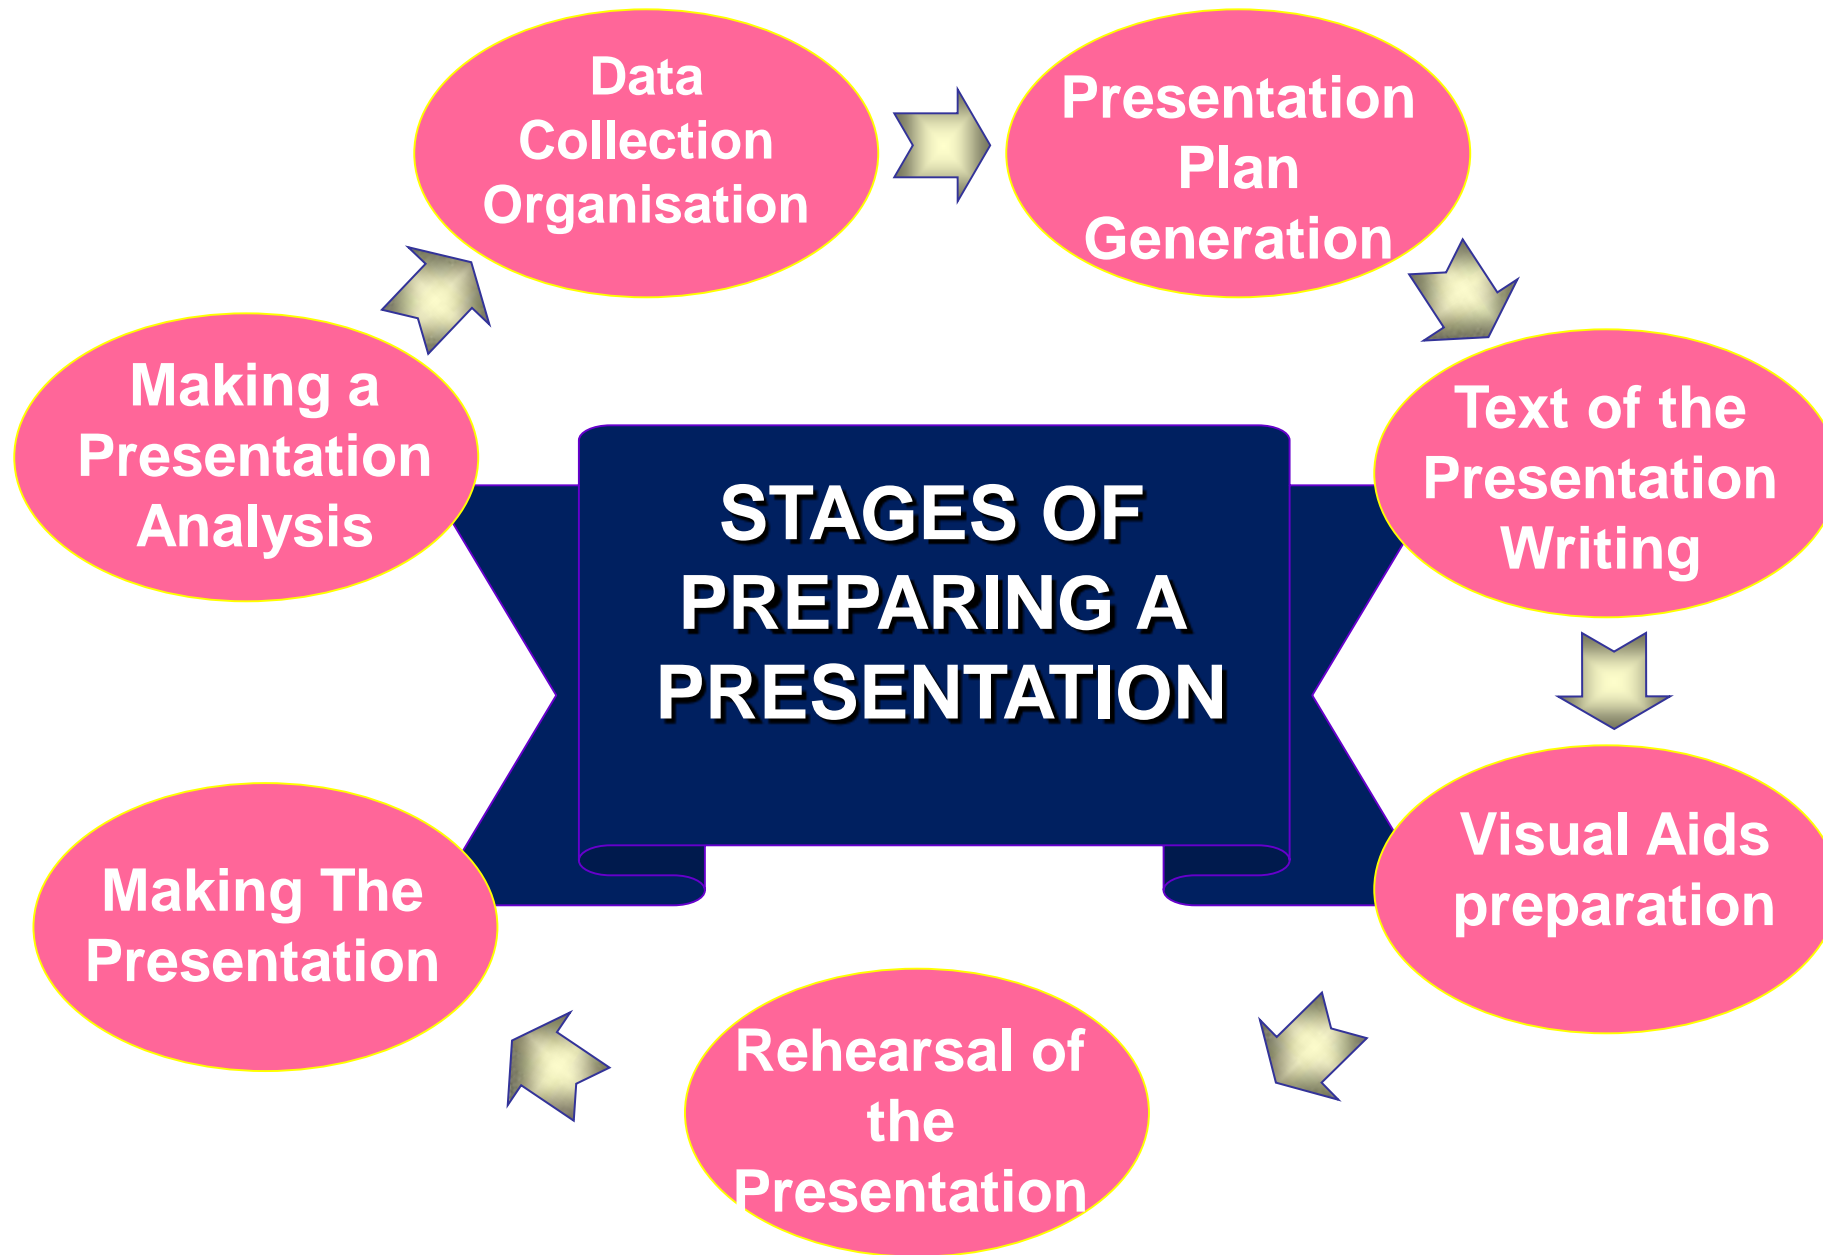 Data
Collection
Organisation
Presentation
Plan
Generation
Making a
Presentation
Analysis
Text of the
Presentation
Writing
STAGES OF
PREPARING A
PRESENTATION
Visual Aids
preparation
Making The
Presentation
Rehearsal of
the
Presentation